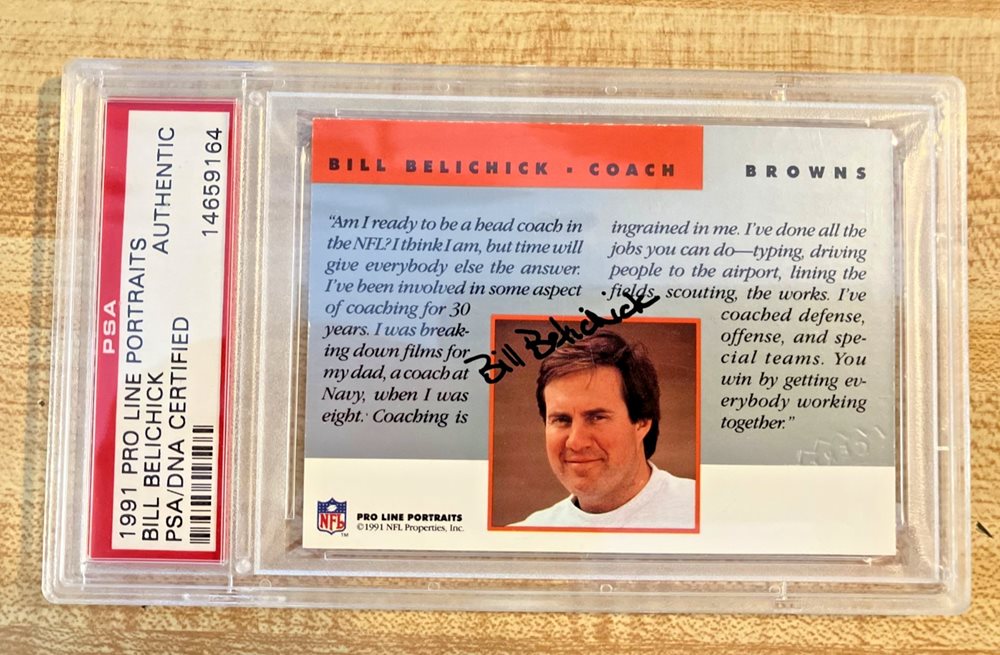 PSA
1991 PRO LINE PORTRAITS
BILL BELICHICK AUTHENTIC
PSA/DNA CERTIFIED 14659164
BILL BELICHICK • COACH BROWNS
"Am I ready to be a head coach in
the NFL? I think I am, but time will
give everybody else the answer.
I've been involved in some aspect
of coaching for 30
years. I was break-
ing down films for
my dad, a coach at
Navy, when I was
eight. Coaching is
ingrained in me. I've done all the
jobs you can do—typing, driving
people to the airport, lining the
fields, scouting, the works. I've
coached defense,
offense, and spe-
cial teams. You
win by getting ev-
erybody working
together."
Bill Belichick
NFL
TM
PRO LINE PORTRAITS
©1991 NFL Properties, Inc.